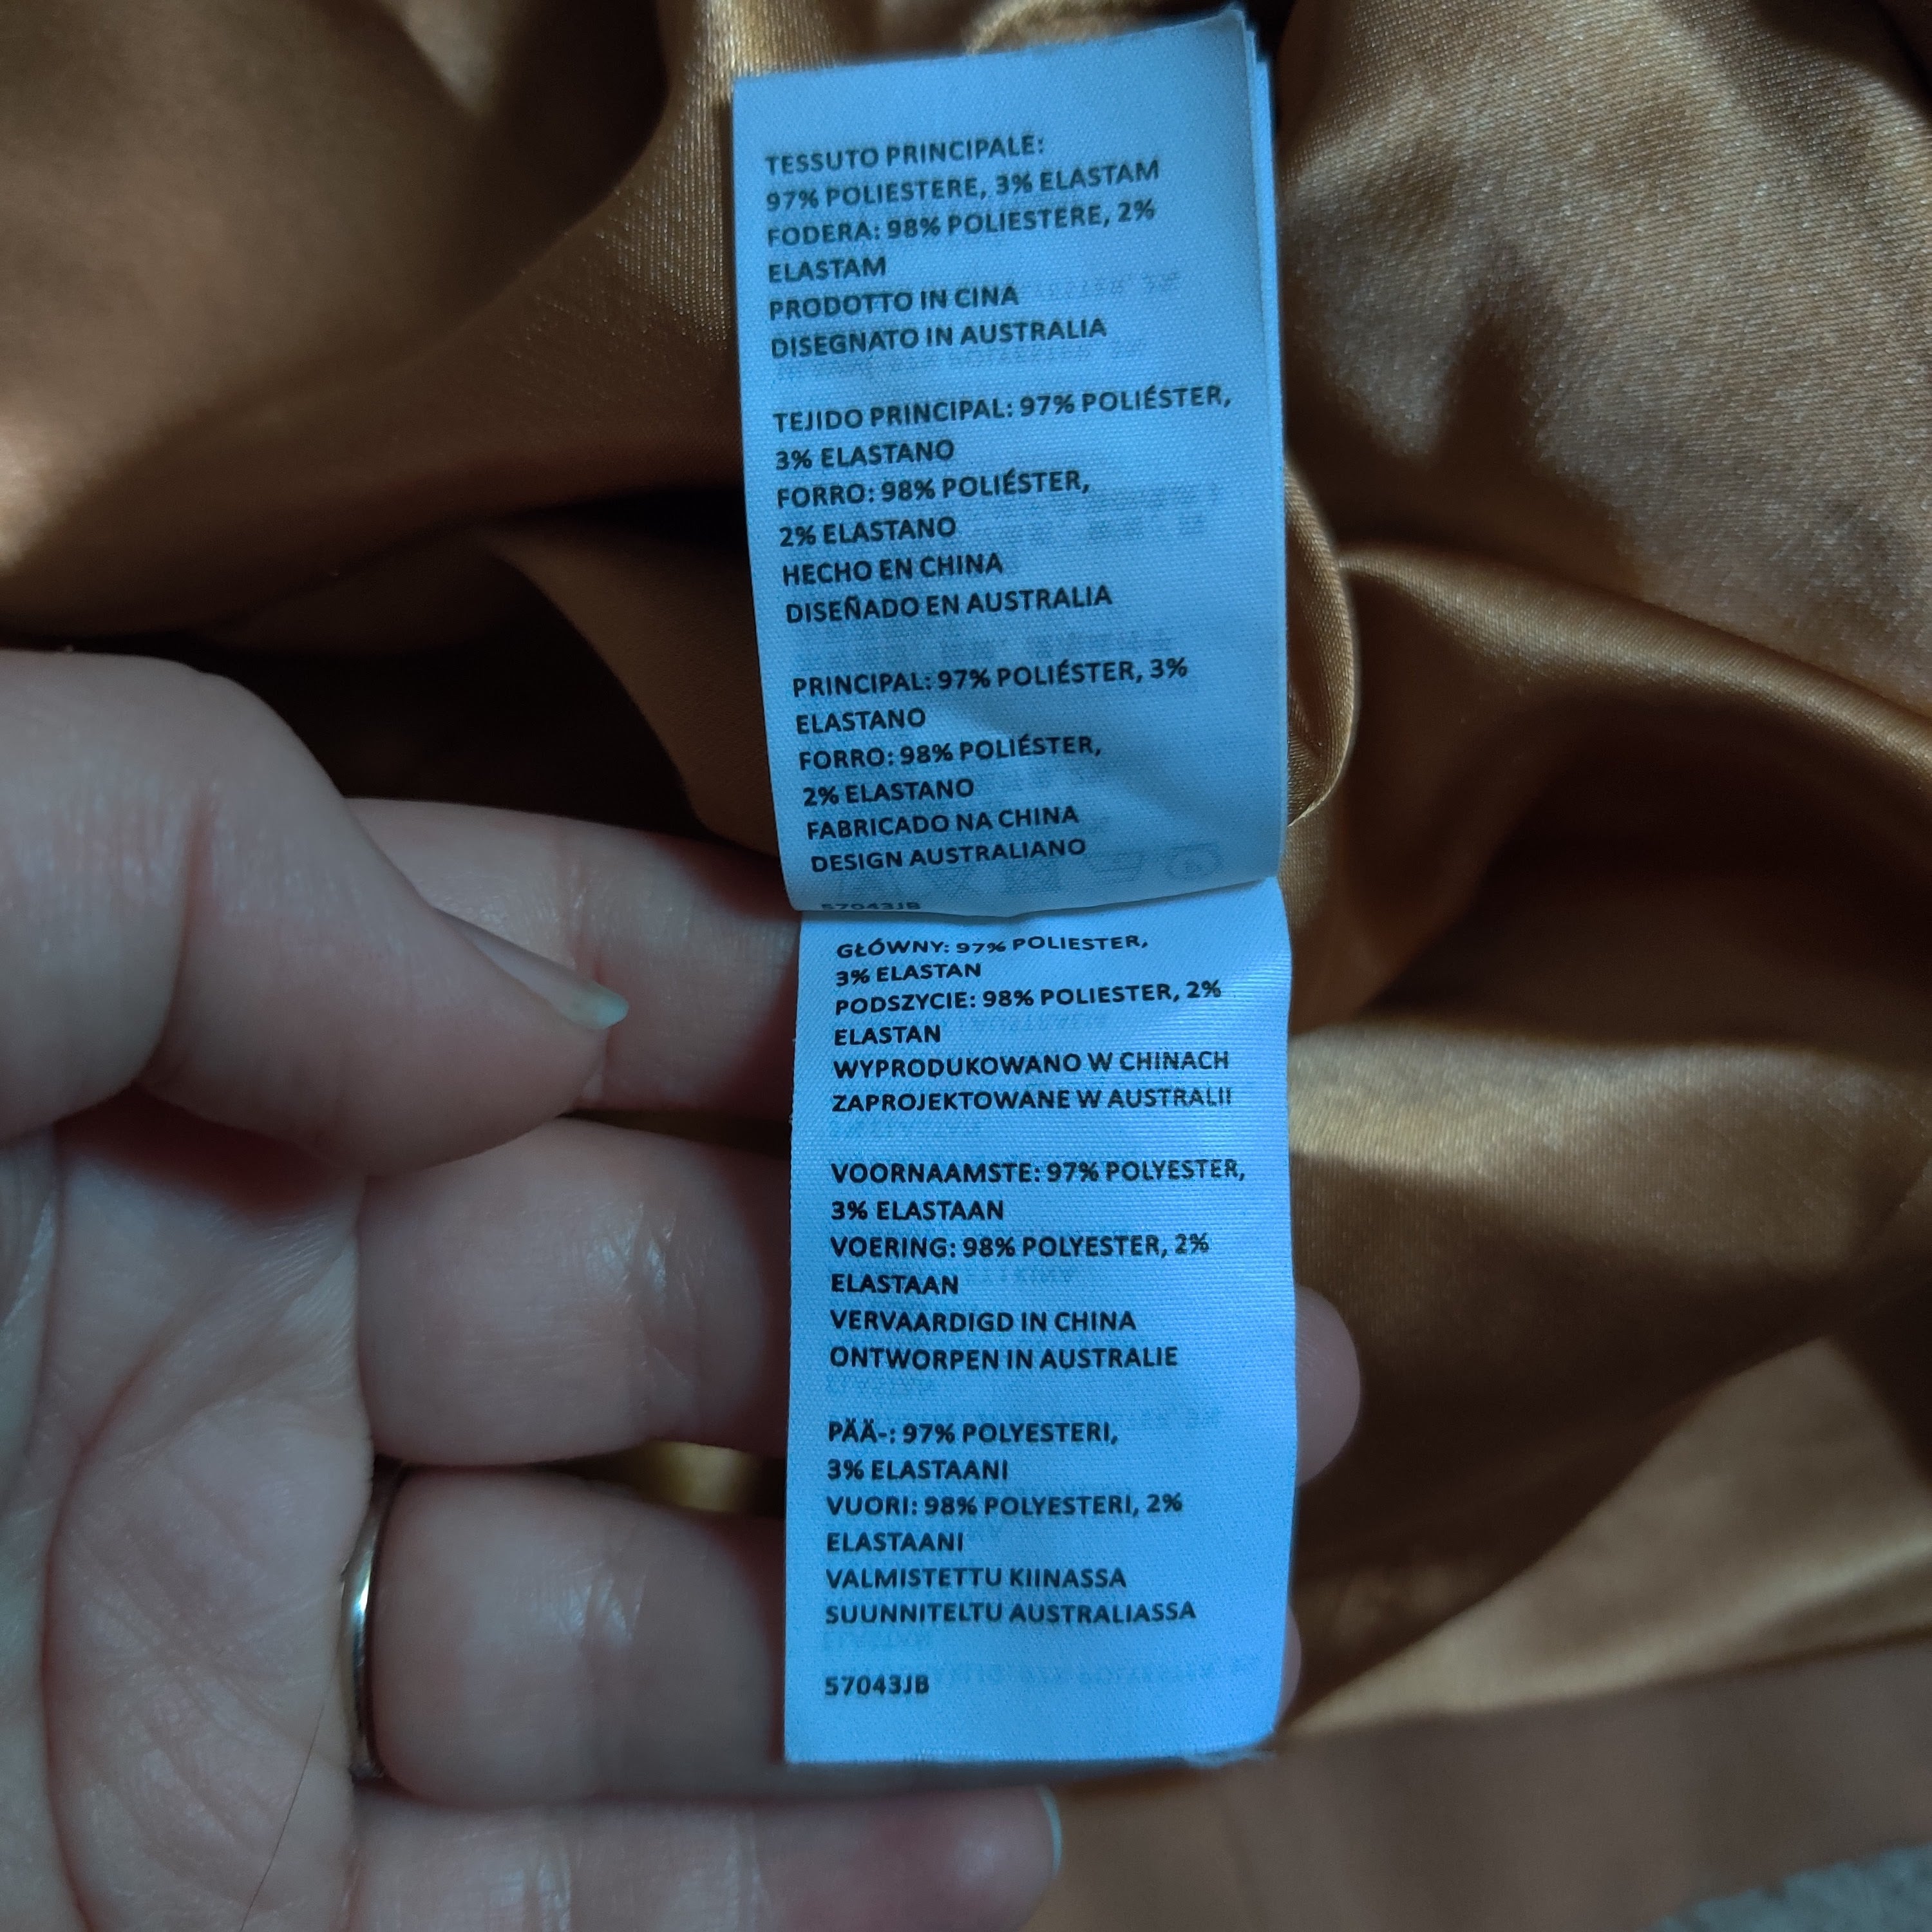 TESSUTO PRINCIPALE:
97% POLIESTERE, 3% ELASTAM
FODERA: 98% POLIESTERE, 2%
ELASTAM
PRODOTTO IN CINA
DISEGNATO IN AUSTRALIA
TEJIDO PRINCIPAL: 97% POLIÉSTER,
3% ELASTANO
FORRO: 98% POLIÉSTER,
2% ELASTANO
HECHO EN CHINA
DISEÑADO EN AUSTRALIA
PRINCIPAL: 97% POLIÉSTER, 3%
ELASTANO
FORRO: 98% POLIÉSTER,
2% ELASTANO
FABRICADO NA CHINA
DESIGN AUSTRALIANO
57043JB
GŁÓWNY: 97% POLIESTER,
3% ELASTAN
PODSZYCIE: 98% POLIESTER, 2%
ELASTAN
WYPRODUKOWANO W CHINACH
ZAPROJEKTOWANE W AUSTRALII
VOORNAAMSTE: 97% POLYESTER,
3% ELASTAAN
VOERING: 98% POLYESTER, 2%
ELASTAAN
VERVAARDIGD IN CHINA
ONTWORPEN IN AUSTRALIE
PÄÄ-: 97% POLYESTERI,
3% ELASTAANI
VUORI: 98% POLYESTERI, 2%
ELASTAANI
VALMISTETTU KIINASSA
SUUNNITELTU AUSTRALIASSA
57043JB